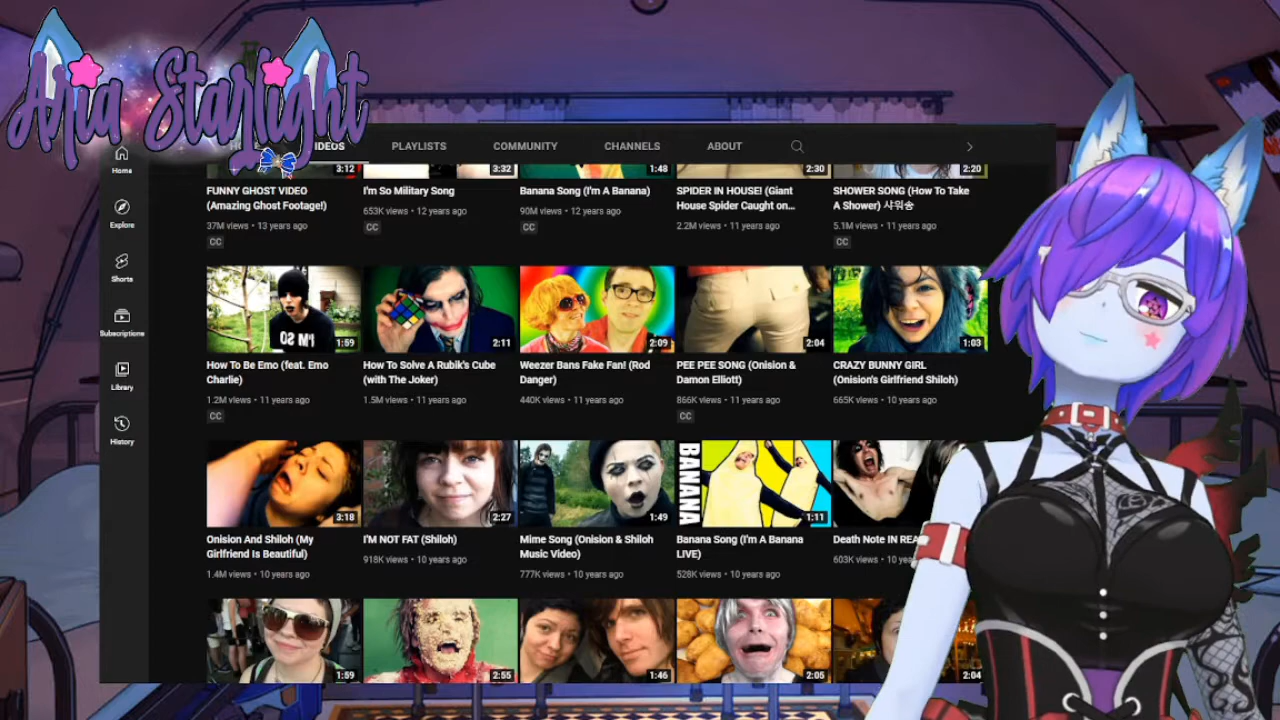 Aria Starlight
VIDEOS
PLAYLISTS
COMMUNITY
CHANNELS
ABOUT
Home
Explore
Shorts
Subscriptions
Library
History
3:12
3:32
1:48
2:30
2:20
FUNNY GHOST VIDEO
(Amazing Ghost Footage!)
37M views • 13 years ago
CC
I'm So Military Song
653K views • 12 years ago
CC
Banana Song (I'm A Banana)
90M views • 12 years ago
CC
SPIDER IN HOUSE! (Giant
House Spider Caught on...
2.2M views • 11 years ago
SHOWER SONG (How To Take
A Shower) 샤워송
5.1M views • 11 years ago
CC
1:59
2:11
2:09
2:04
1:03
How To Be Emo (feat. Emo
Charlie)
1.2M views • 11 years ago
CC
How To Solve A Rubik's Cube
(with The Joker)
1.5M views • 11 years ago
Weezer Bans Fake Fan! (Rod
Danger)
440K views • 11 years ago
PEE PEE SONG (Onision &
Damon Elliott)
866K views • 11 years ago
CC
CRAZY BUNNY GIRL
(Onision's Girlfriend Shiloh)
665K views • 10 years ago
3:18
2:27
1:49
BANANA
1:11
Onision And Shiloh (My
Girlfriend Is Beautiful)
1.4M views • 10 years ago
I'M NOT FAT (Shiloh)
918K views • 10 years ago
Mime Song (Onision & Shiloh
Music Video)
777K views • 10 years ago
Banana Song (I'm A Banana
LIVE)
528K views • 10 years ago
Death Note IN REA
603K views • 10 years
1:59
2:55
1:46
2:05
2:04